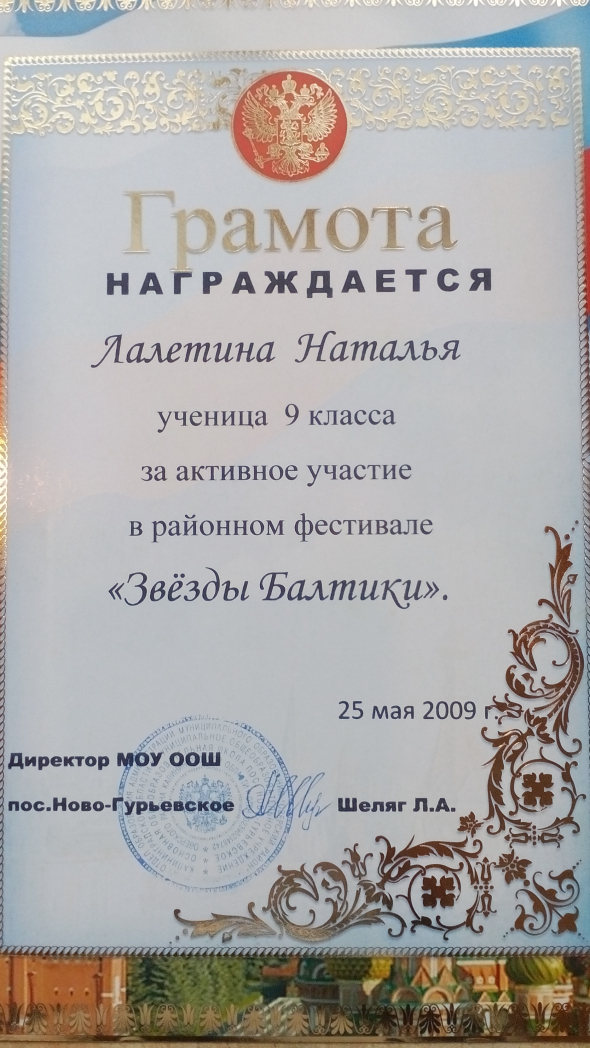 Грамота
НАГРАЖДАЕТСЯ
Лалетина Наталья
ученица 9 класса
за активное участие
в районном фестивале
«Звёзды Балтики».
25 мая 2009 г.
Директор МОУ ООШ
пос.Ново-Гурьевское Шеляг Л.А.